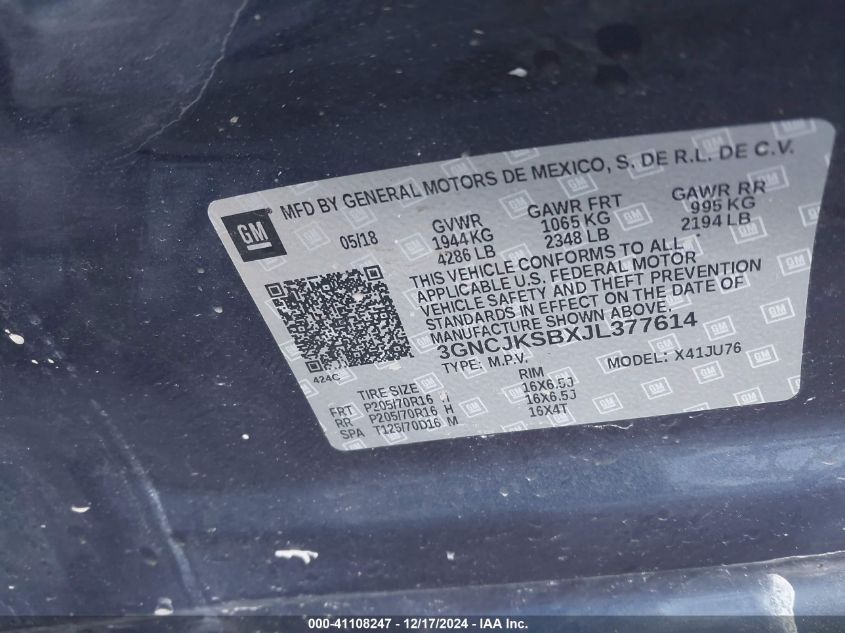 MFD BY GENERAL MOTORS DE MEXICO, S. DE R.L. DE C.V.
GM
05/18
GVWR GAWR FRT GAWR RR
1944 KG 1065 KG 995 KG
4286 LB 2348 LB 2194 LB
THIS VEHICLE CONFORMS TO ALL
APPLICABLE U.S. FEDERAL MOTOR
VEHICLE SAFETY AND THEFT PREVENTION
STANDARDS IN EFFECT ON THE DATE OF
MANUFACTURE SHOWN ABOVE.
3GNCJKSBXJL377614
TYPE: M.P.V. MODEL: X41JU76
424C
TIRE SIZE RIM
FRT P205/70R16 H 16X6.5J
RR P205/70R16 H 16X6.5J
SPA T125/70D16 M 16X4T
000-41108247 - 12/17/2024 - IAA Inc.